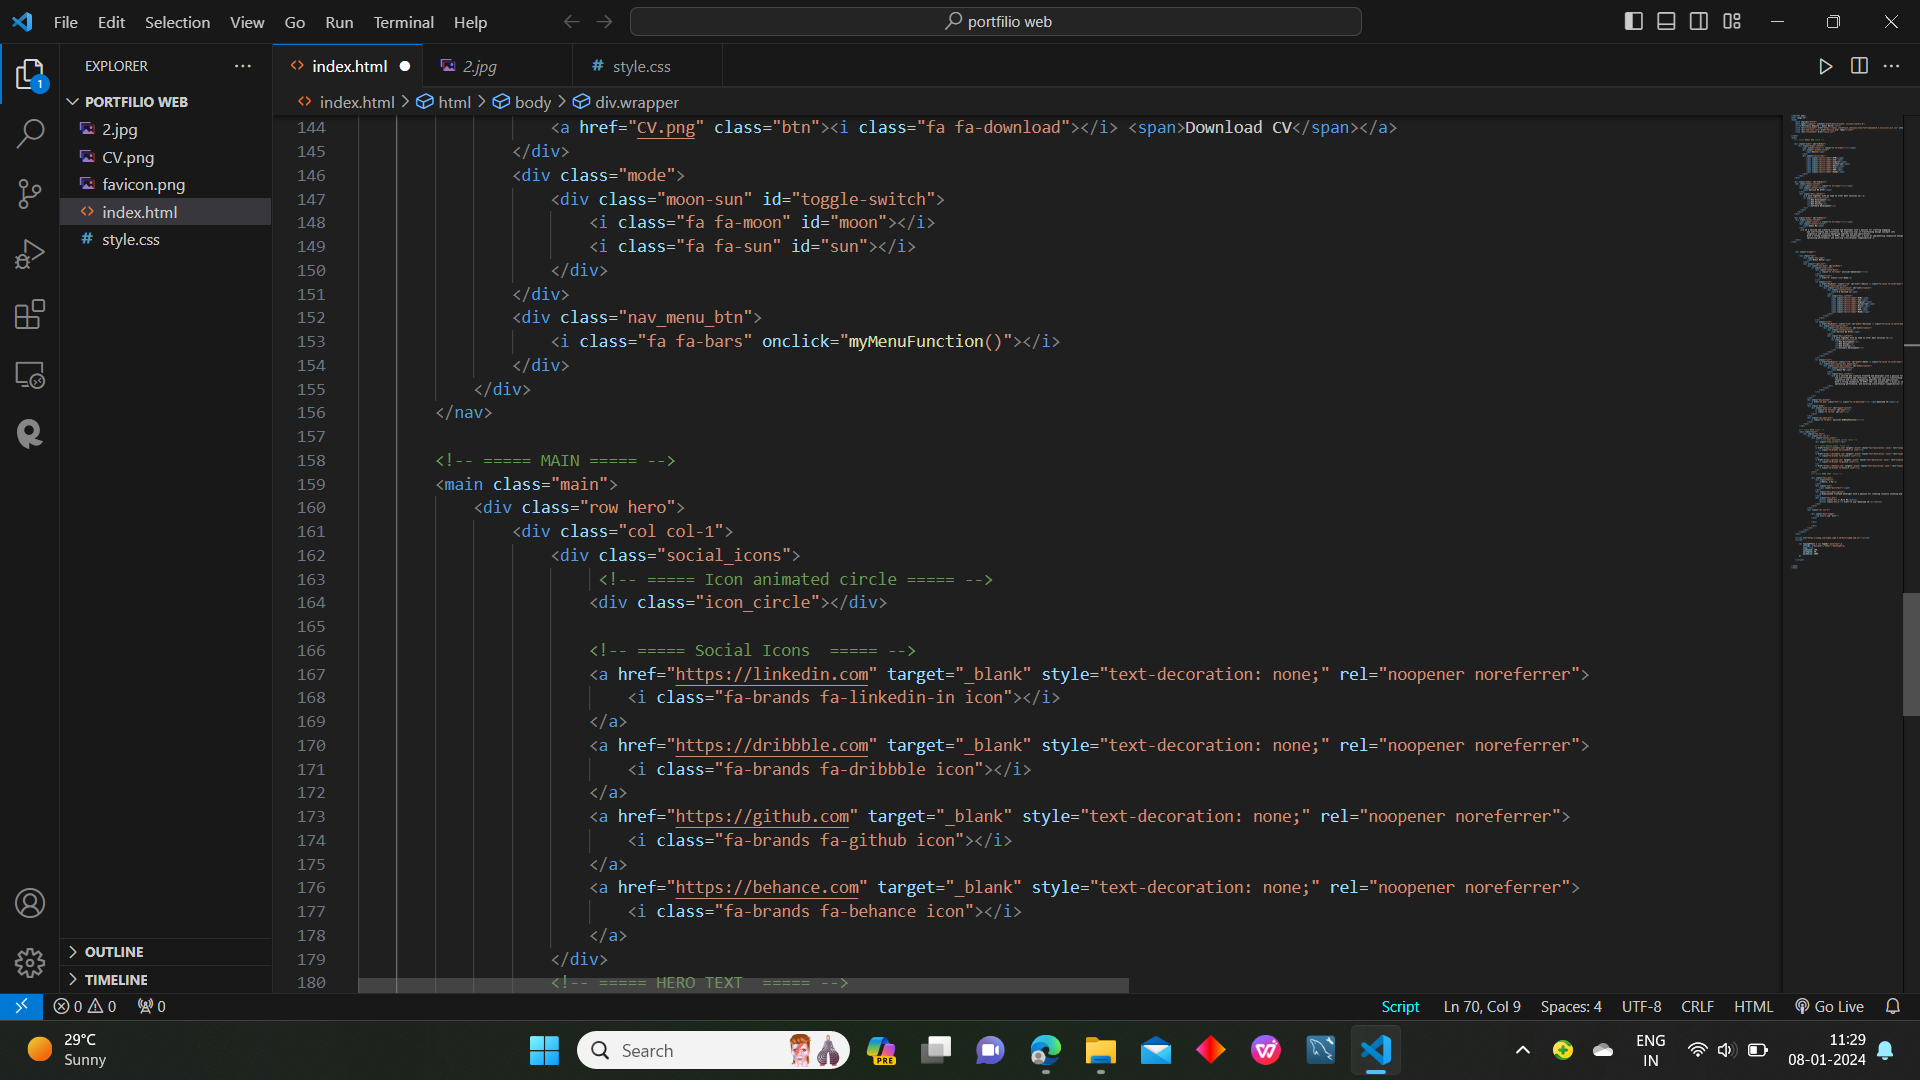 File Edit Selection View Go Run Terminal Help
portfilio web
EXPLORER
PORTFILIO WEB
2.jpg
CV.png
favicon.png
index.html
style.css
OUTLINE
TIMELINE
1
index.html 2.jpg style.css
index.html > html > body > div.wrapper
144 <a href="CV.png" class="btn"><i class="fa fa-download"></i> <span>Download CV</span></a>
145 </div>
146 <div class="mode">
147 <div class="moon-sun" id="toggle-switch">
148 <i class="fa fa-moon" id="moon"></i>
149 <i class="fa fa-sun" id="sun"></i>
150 </div>
151 </div>
152 <div class="nav_menu_btn">
153 <i class="fa fa-bars" onclick="myMenuFunction()"></i>
154 </div>
155 </div>
156 </nav>
157
158 <!-- ===== MAIN ===== -->
159 <main class="main">
160 <div class="row hero">
161 <div class="col col-1">
162 <div class="social_icons">
163 <!-- ===== Icon animated circle ===== -->
164 <div class="icon_circle"></div>
165
166 <!-- ===== Social Icons  ===== -->
167 <a href="https://linkedin.com" target="_blank" style="text-decoration: none;" rel="noopener noreferrer">
168 <i class="fa-brands fa-linkedin-in icon"></i>
169 </a>
170 <a href="https://dribbble.com" target="_blank" style="text-decoration: none;" rel="noopener noreferrer">
171 <i class="fa-brands fa-dribbble icon"></i>
172 </a>
173 <a href="https://github.com" target="_blank" style="text-decoration: none;" rel="noopener noreferrer">
174 <i class="fa-brands fa-github icon"></i>
175 </a>
176 <a href="https://behance.com" target="_blank" style="text-decoration: none;" rel="noopener noreferrer">
177 <i class="fa-brands fa-behance icon"></i>
178 </a>
179 </div>
180 <!-- ===== HERO TEXT  ===== -->
0 0 0 Script Ln 70, Col 9 Spaces: 4 UTF-8 CRLF HTML Go Live
29°C
Sunny
Search
PRE
ENG
IN
11:29
08-01-2024